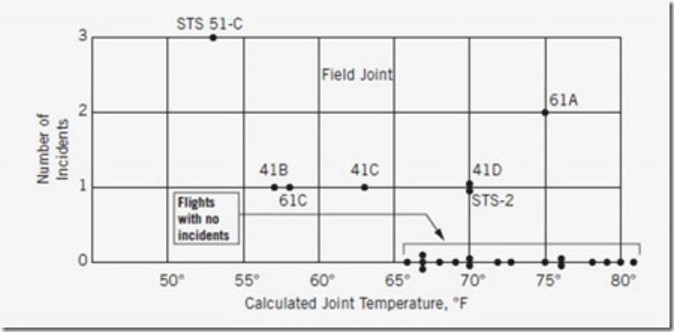 STS 51-C
3
Field Joint
61A
2
Number of
Incidents
41B
41C
41D
1
61C
STS-2
Flights
with no
incidents
0
50° 55° 60° 65° 70° 75° 80°
Calculated Joint Temperature, °F